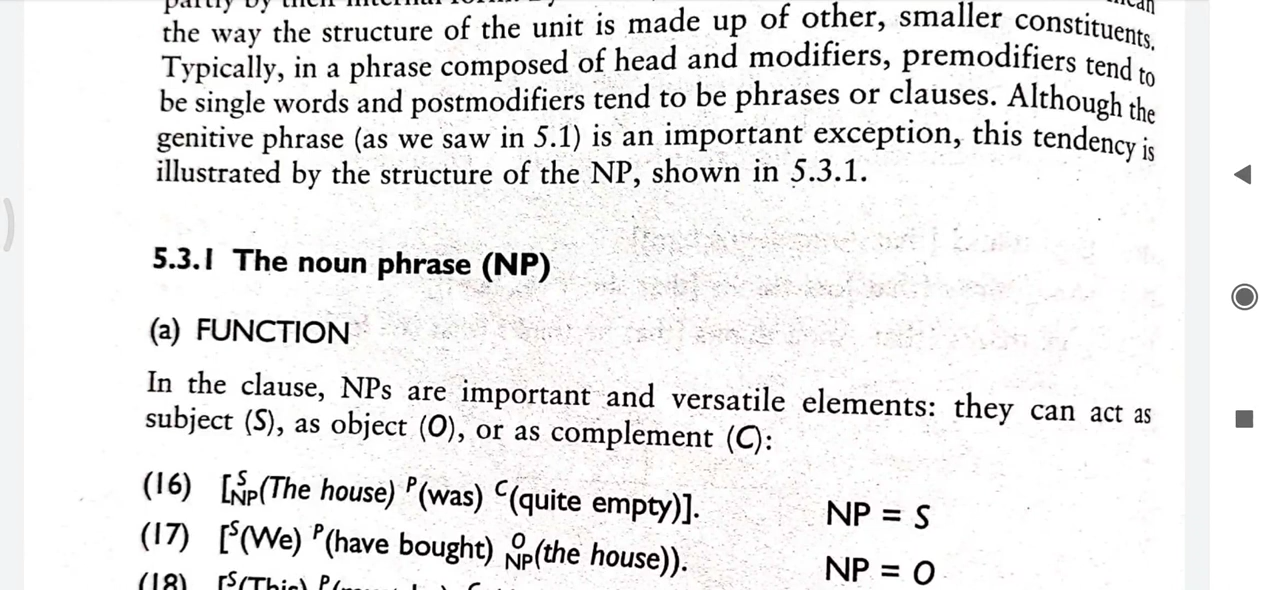 the way the structure of the unit is made up of other, smaller constituents.
Typically, in a phrase composed of head and modifiers, premodifiers tend to
be single words and postmodifiers tend to be phrases or clauses. Although the
genitive phrase (as we saw in 5.1) is an important exception, this tendency is
illustrated by the structure of the NP, shown in 5.3.1.
5.3.1 The noun phrase (NP)
(a) FUNCTION
In the clause, NPs are important and versatile elements: they can act as
subject (S), as object (O), or as complement (C):
(16) [S NP(The house) P(was) C(quite empty)]. NP = S
(17) [S(We) P(have bought) O NP(the house)). NP = O
(18) [S(This)